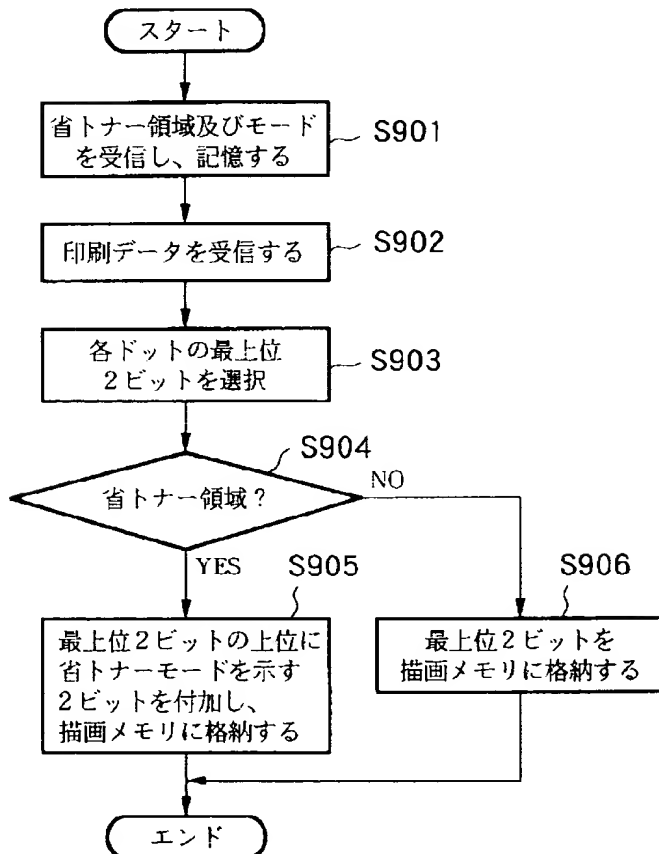 スタート
省トナー領域及びモード
を受信し、記憶する
S901
印刷データを受信する
S902
各ドットの最上位
2ビットを選択
S903
S904
省トナー領域?
NO
YES
S905
最上位2ビットの上位に
省トナーモードを示す
2ビットを付加し、
描画メモリに格納する
S906
最上位2ビットを
描画メモリに格納する
エンド